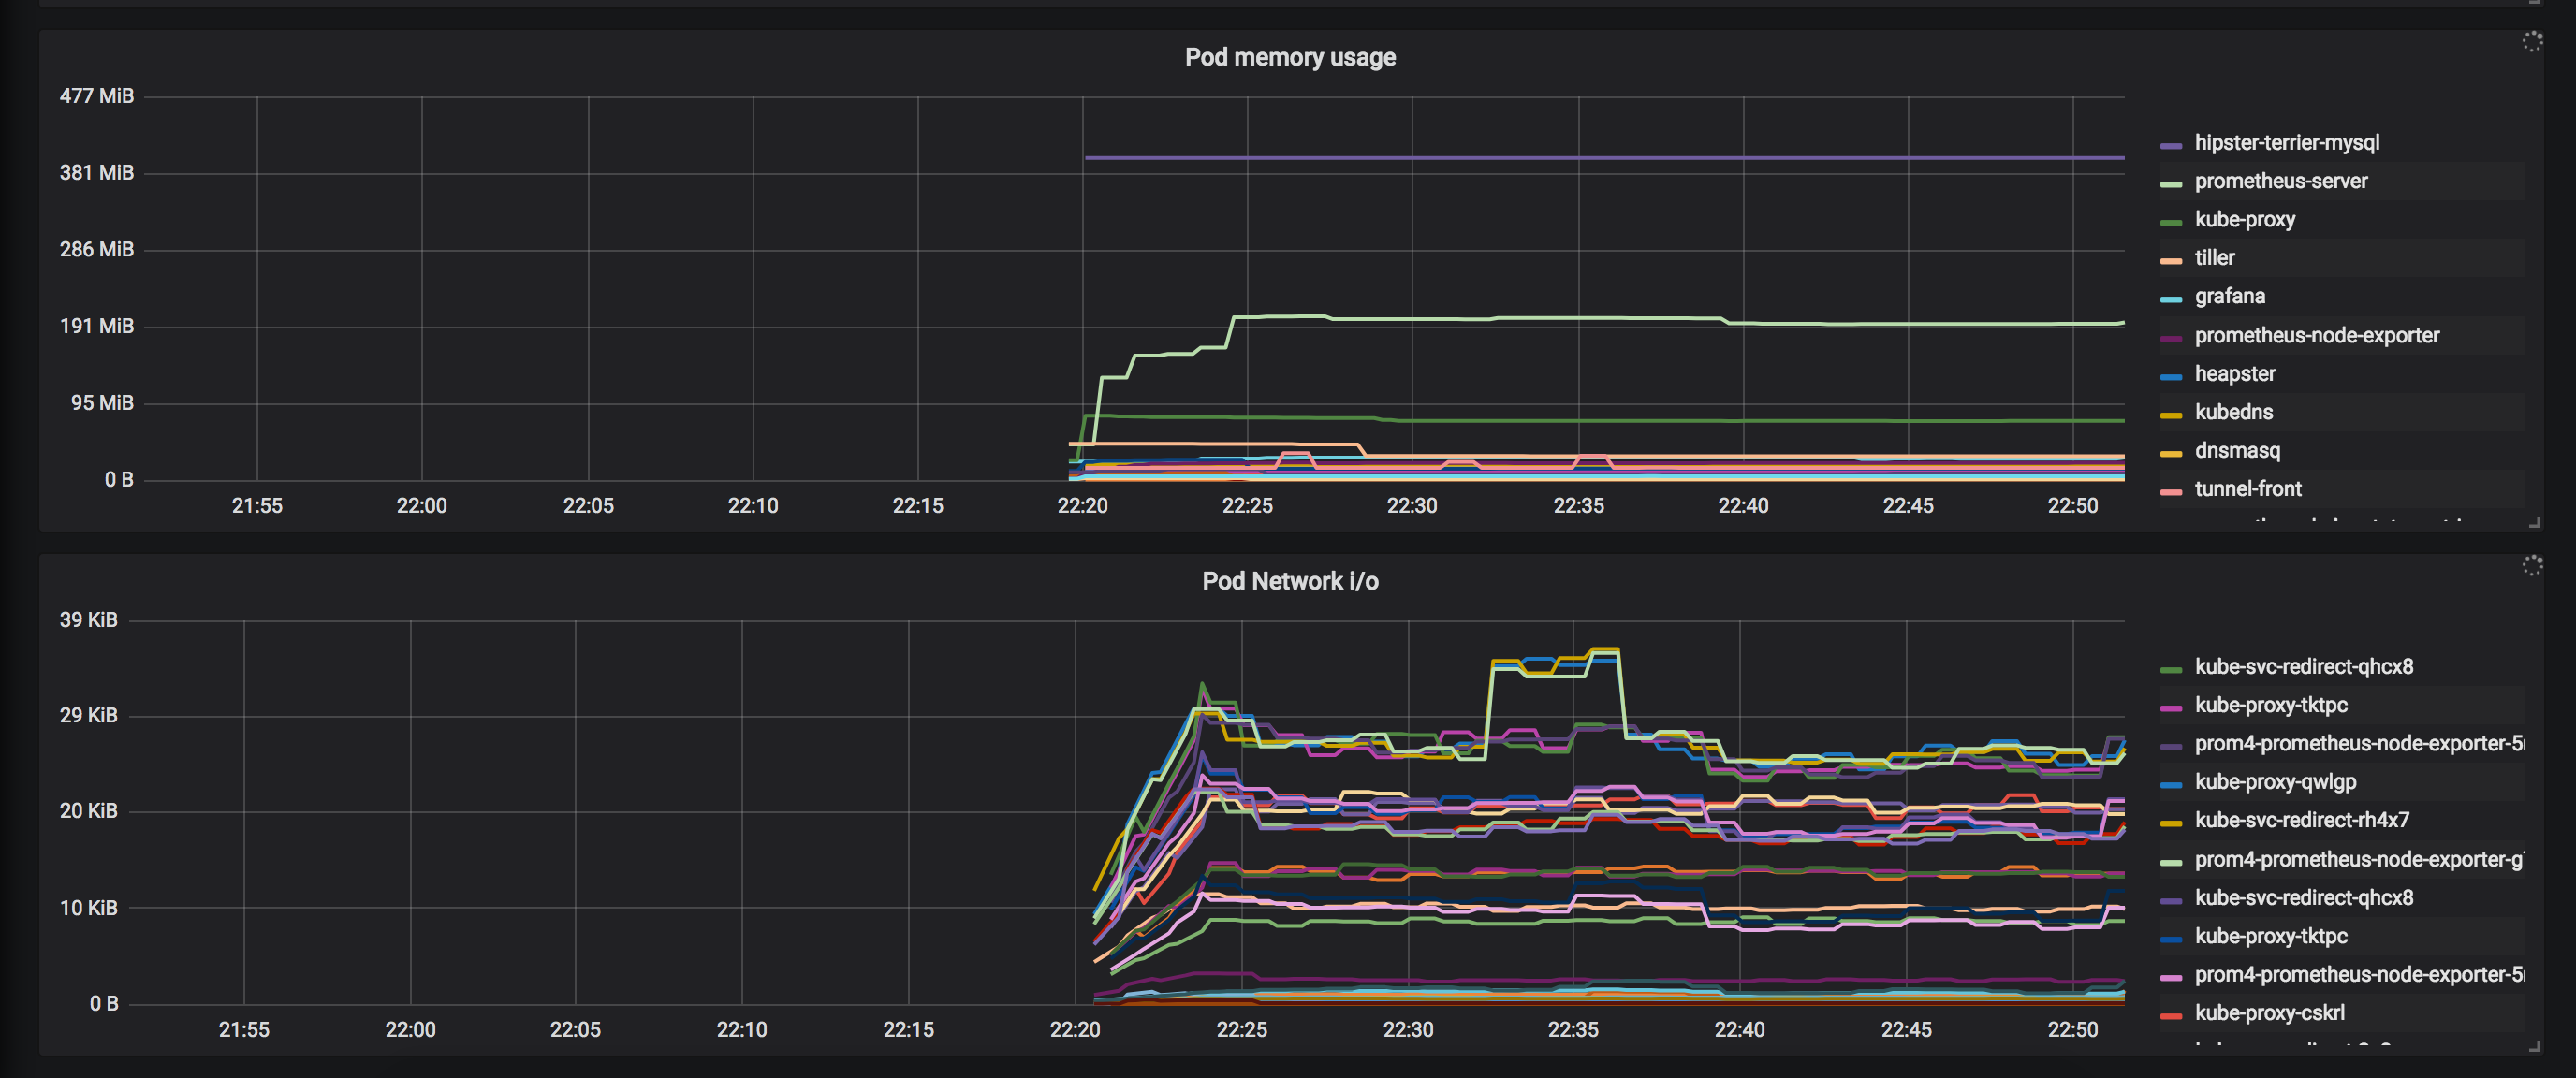 Pod memory usage
477 MiB
381 MiB
286 MiB
191 MiB
95 MiB
0 B
21:55 22:00 22:05 22:10 22:15 22:20 22:25 22:30 22:35 22:40 22:45 22:50
hipster-terrier-mysql
prometheus-server
kube-proxy
tiller
grafana
prometheus-node-exporter
heapster
kubedns
dnsmasq
tunnel-front
Pod Network i/o
39 KiB
29 KiB
20 KiB
10 KiB
0 B
21:55 22:00 22:05 22:10 22:15 22:20 22:25 22:30 22:35 22:40 22:45 22:50
kube-svc-redirect-qhcx8
kube-proxy-tktpc
prom4-prometheus-node-exporter-5
kube-proxy-qwlgp
kube-svc-redirect-rh4x7
prom4-prometheus-node-exporter-g
kube-svc-redirect-qhcx8
kube-proxy-tktpc
prom4-prometheus-node-exporter-5
kube-proxy-cskrl